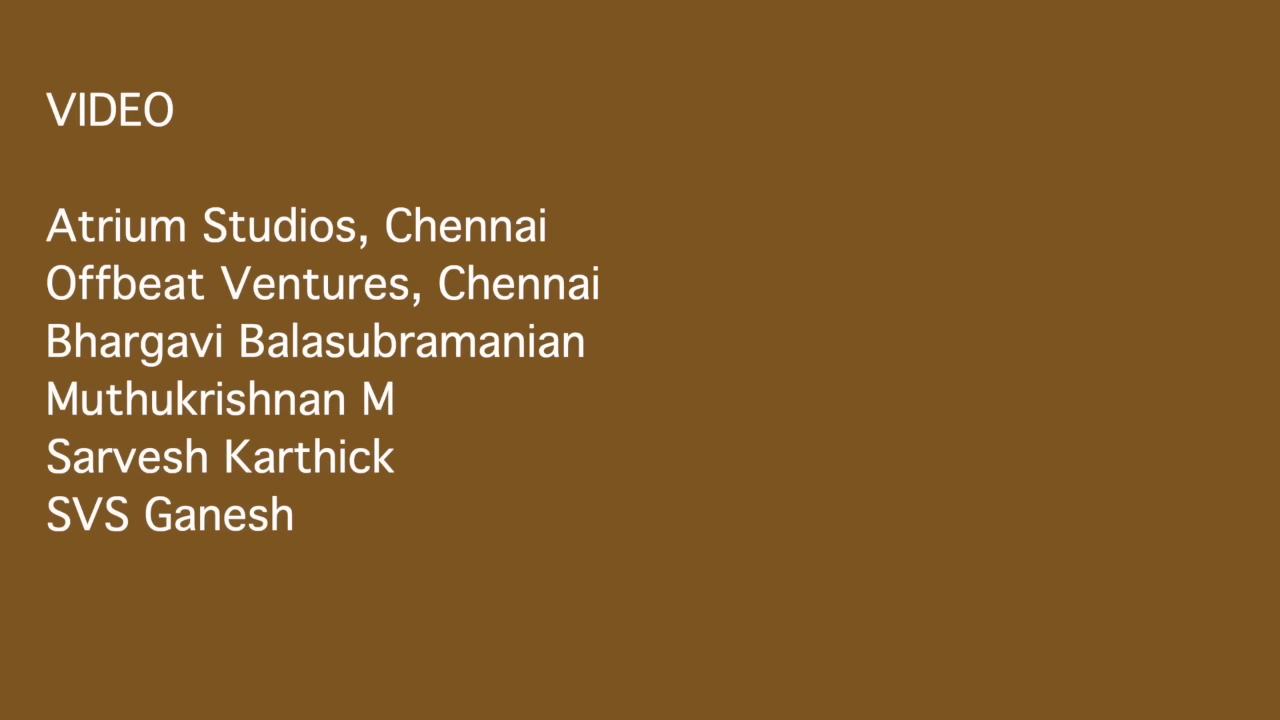 VIDEO
Atrium Studios, Chennai
Offbeat Ventures, Chennai
Bhargavi Balasubramanian
Muthukrishnan M
Sarvesh Karthick
SVS Ganesh